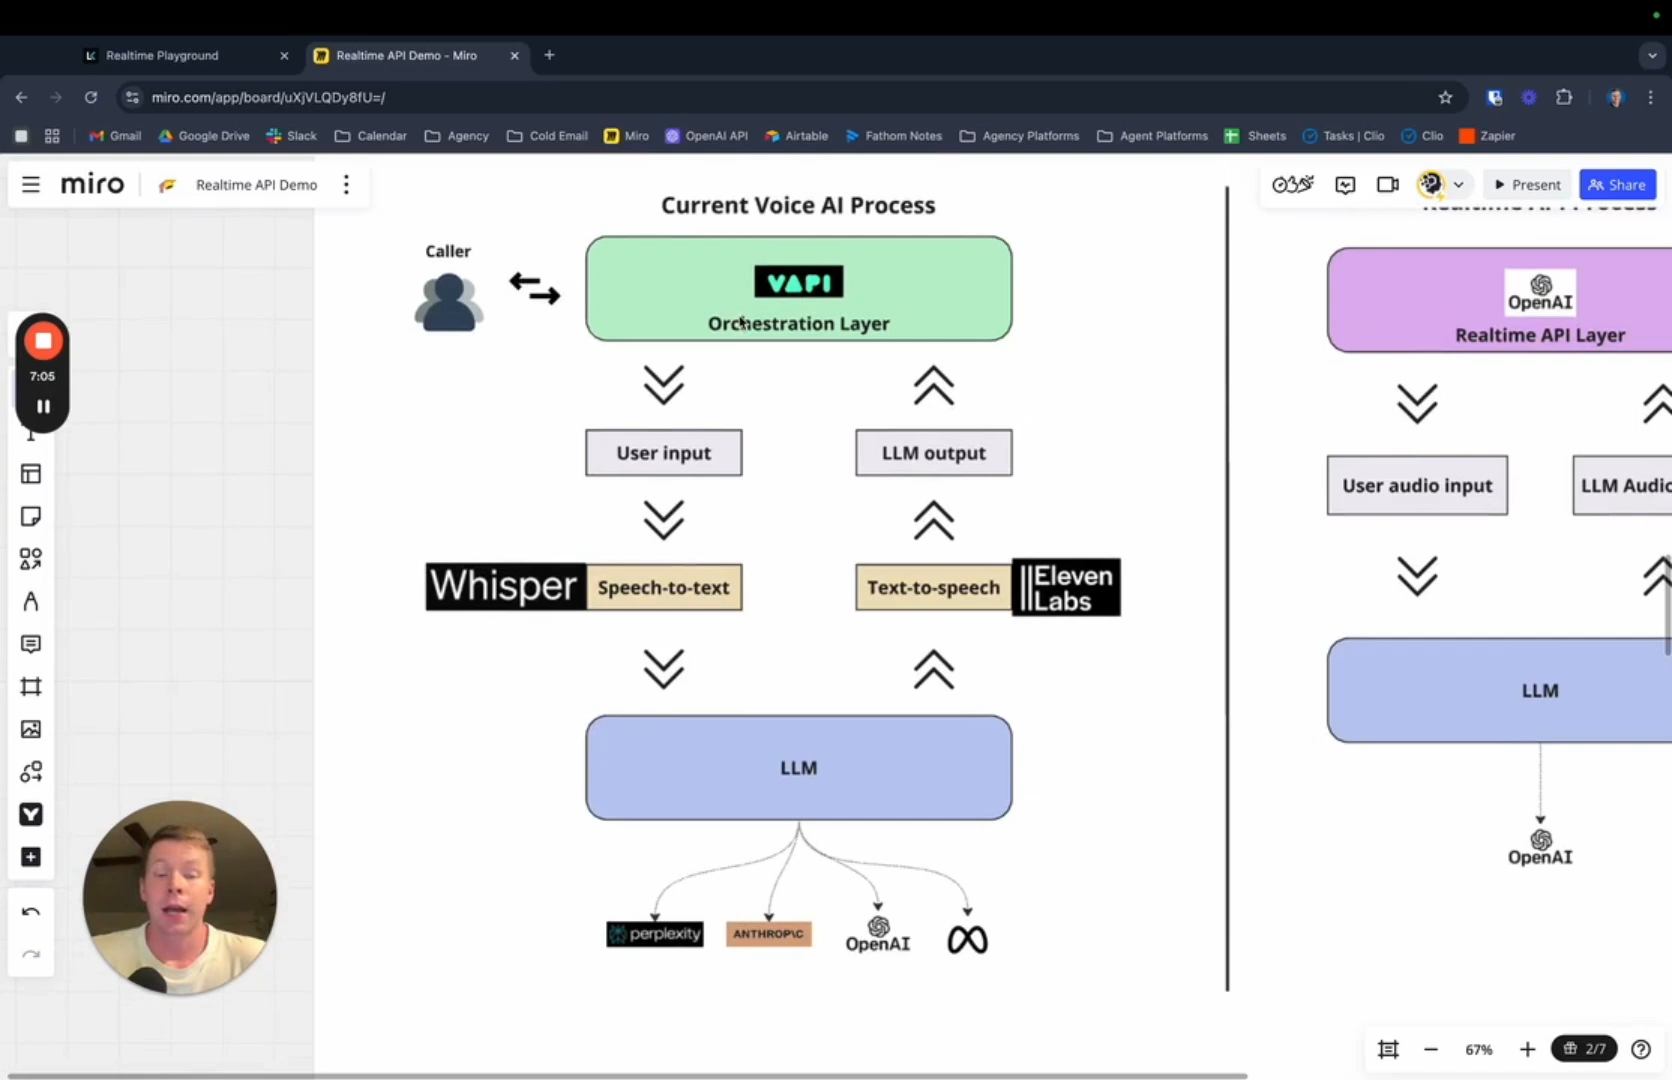 Realtime Playground
Realtime API Demo - Miro
miro.com/app/board/uXjVLQDy8fU=/
Gmail
Google Drive
Slack
Calendar
Agency
Cold Email
Miro
OpenAI API
Airtable
Fathom Notes
Agency Platforms
Agent Platforms
Sheets
Tasks | Clio
Clio
Zapier
miro
Realtime API Demo
Present
Share
7:05
Current Voice AI Process
Caller
VAPI
Orchestration Layer
User input
LLM output
Whisper
Speech-to-text
Text-to-speech
||Eleven
Labs
LLM
perplexity
ANTHROP\C
OpenAI
OpenAI
Realtime API Layer
User audio input
LLM Audio
LLM
OpenAI
67%
2/7